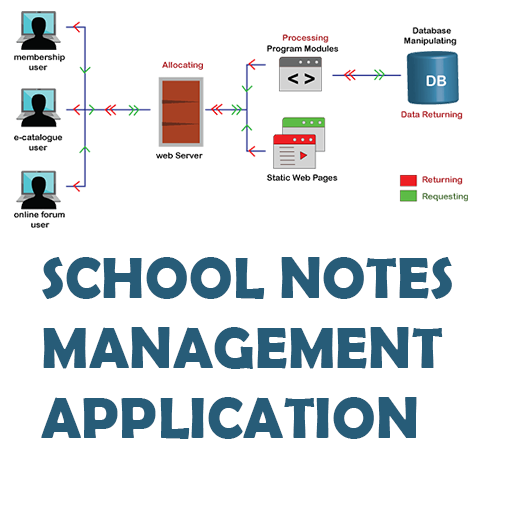 membership
user
e-catalogue
user
online forum
user
Allocating
web Server
Processing
Program Modules
< >
Static Web Pages
Database
Manipulating
DB
Data Returning
Returning
Requesting
SCHOOL NOTES
MANAGEMENT
APPLICATION